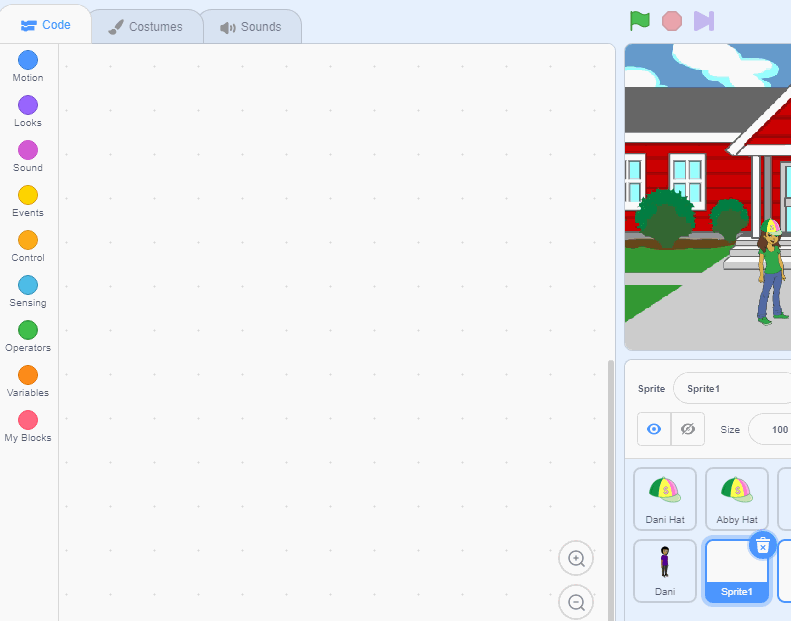 Code
Costumes
Sounds
Motion
Looks
Sound
Events
Control
Sensing
Operators
Variables
My Blocks
Sprite
Sprite1
Size
100
S
S
S
Dani Hat
Abby Hat
Dani
Sprite1